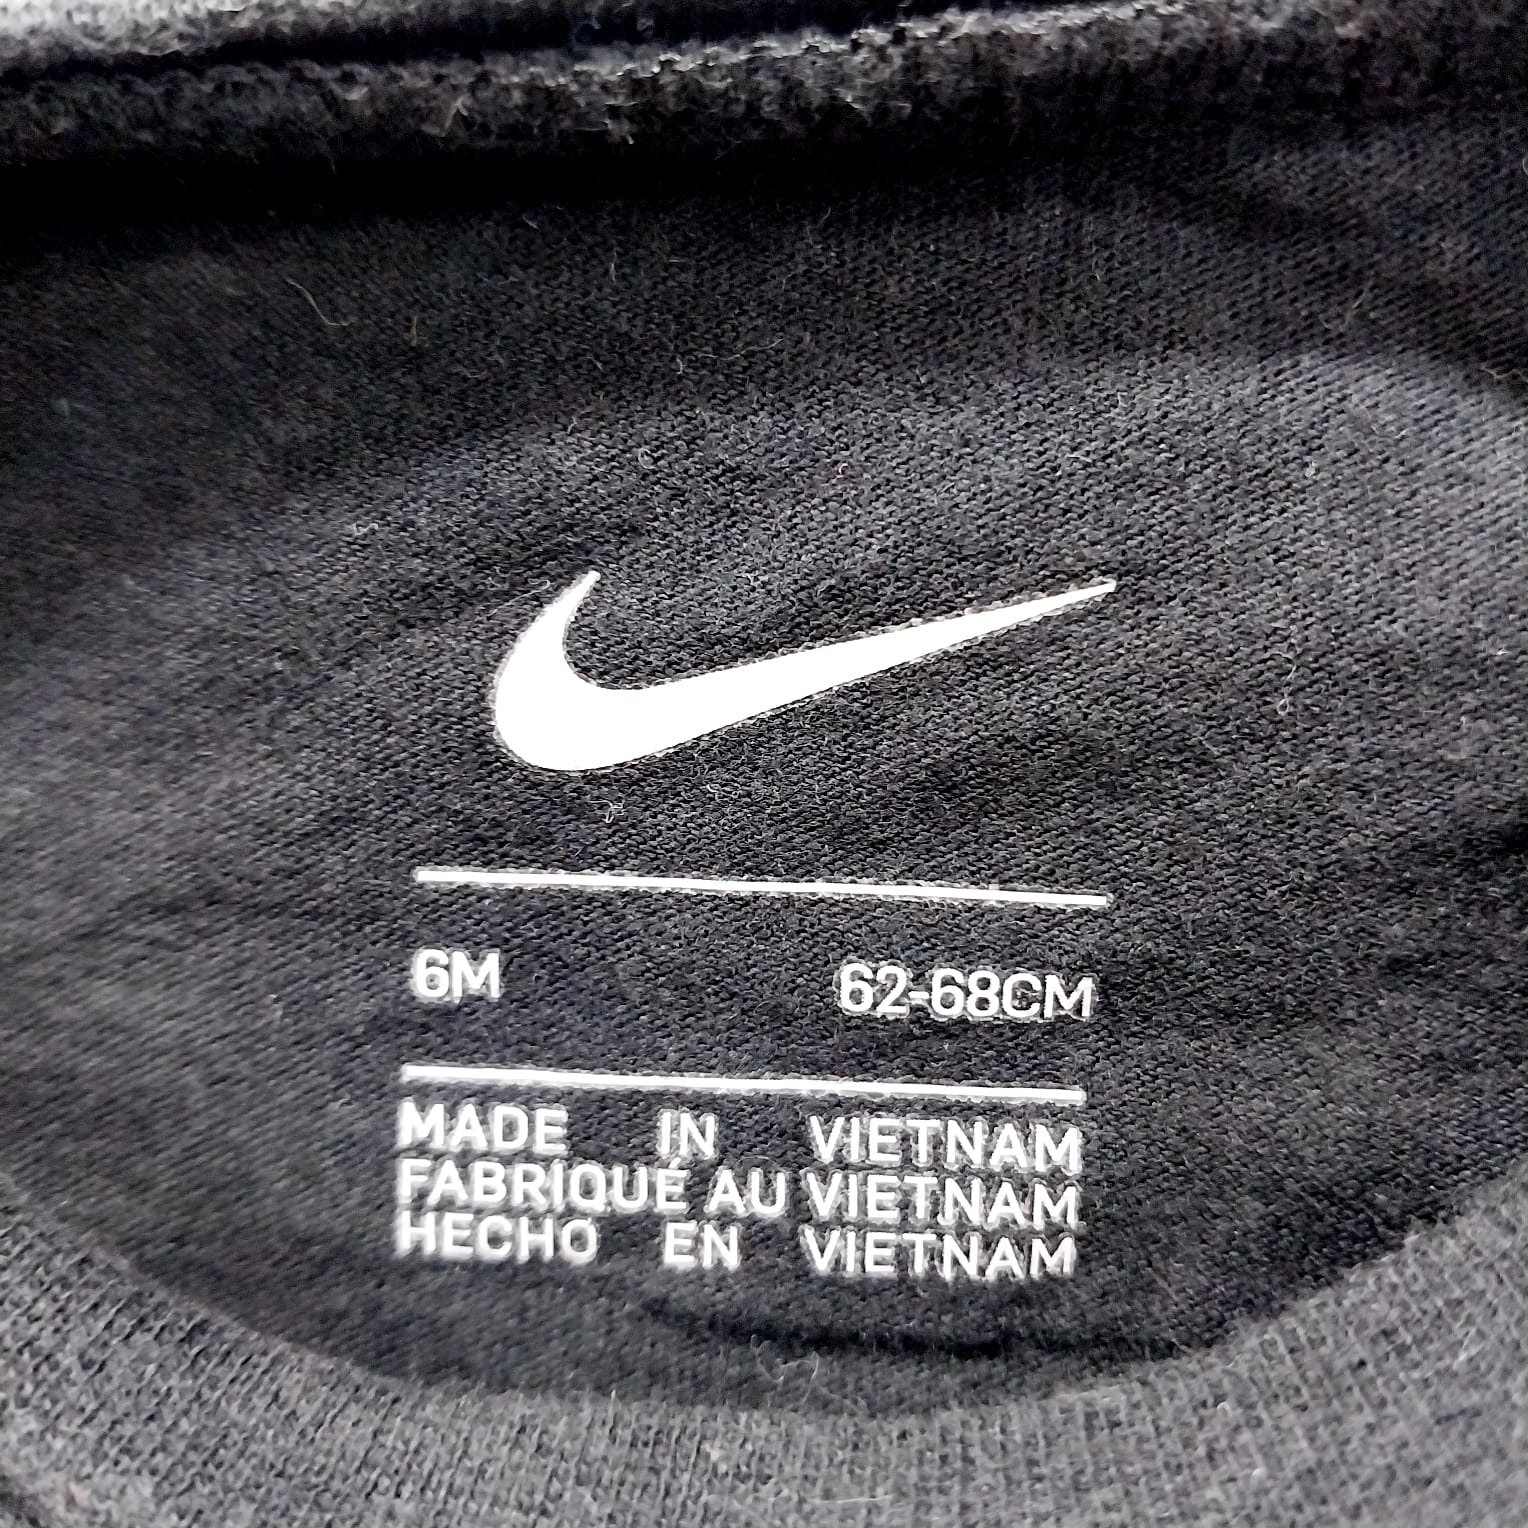 6M 62-68CM
MADE IN VIETNAM
FABRIQUÉ AU VIETNAM
HECHO EN VIETNAM